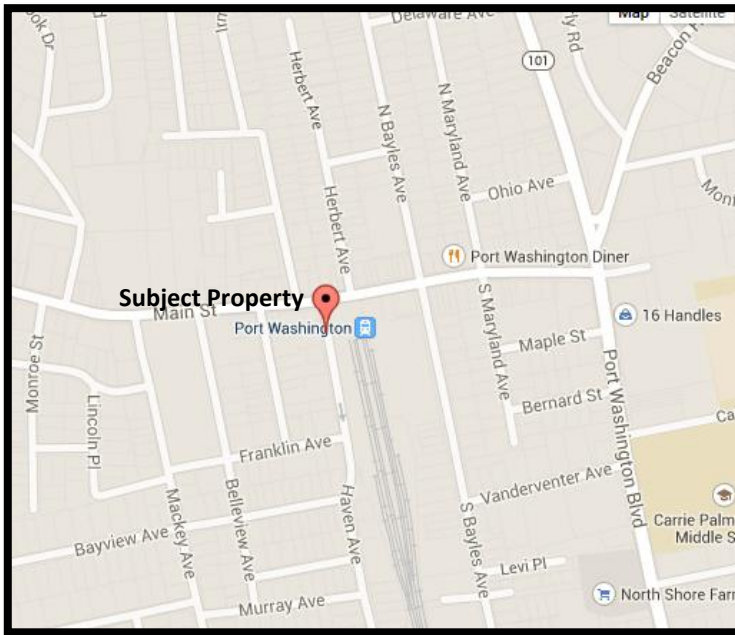 Delaware Ave
Map
Satellite
101
Herbert Ave
N Bayles Ave
N Maryland Ave
Herbert Ave
Ohio Ave
Port Washington Diner
Subject Property
Main St
Port Washington
S Maryland Ave
16 Handles
Maple St
Port Washington Blvd
Monroe St
Lincoln Pl
Bernard St
Franklin Ave
Mackey Ave
Belleview Ave
Haven Ave
S Bayles Ave
Vanderventer Ave
Bayview Ave
Carrie Palm
Middle S
Levi Pl
Murray Ave
North Shore Farm